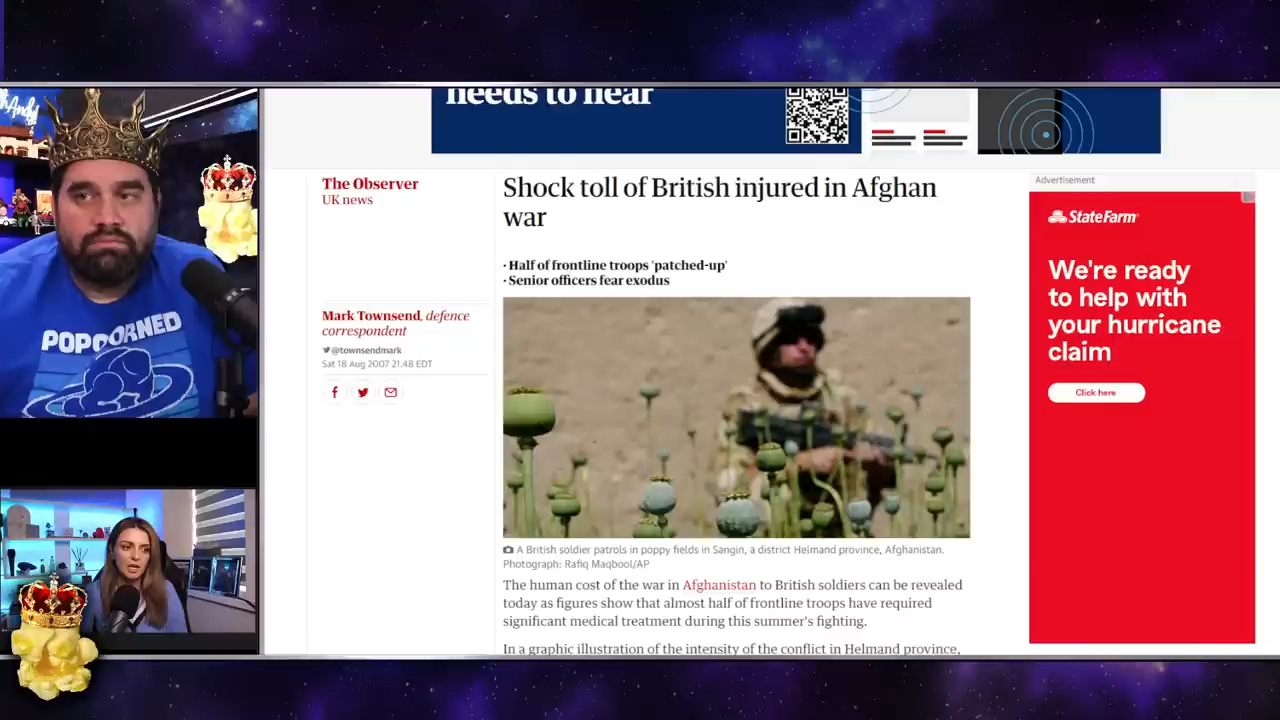 needs to hear
The Observer
UK news
Shock toll of British injured in Afghan
war
· Half of frontline troops 'patched-up'
· Senior officers fear exodus
Mark Townsend, defence
correspondent
@townsendmark
Sat 18 Aug 2007 21.48 EDT
A British soldier patrols in poppy fields in Sangin, a district Helmand province, Afghanistan.
Photograph: Rafiq Maqbool/AP
The human cost of the war in Afghanistan to British soldiers can be revealed
today as figures show that almost half of frontline troops have required
significant medical treatment during this summer's fighting.
In a graphic illustration of the intensity of the conflict in Helmand province,
Advertisement
StateFarm
We're ready
to help with
your hurricane
claim
Click here
POPCORNED